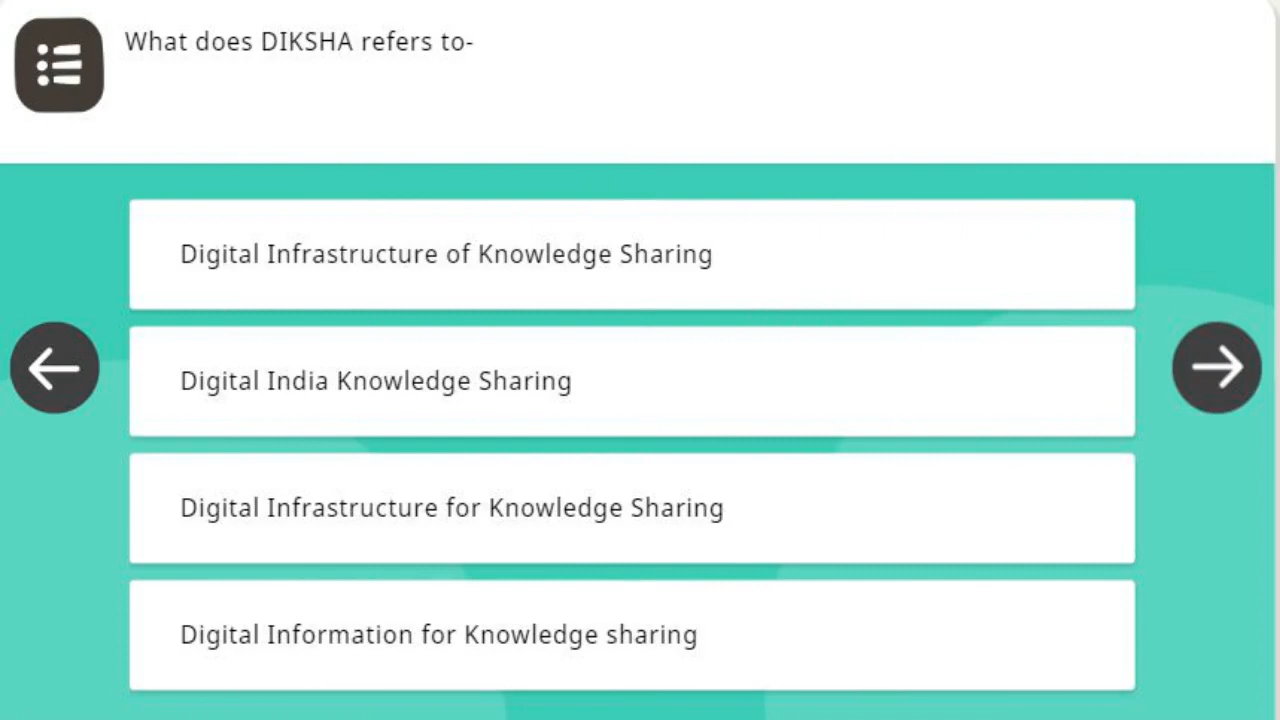 What does DIKSHA refers to-
Digital Infrastructure of Knowledge Sharing
Digital India Knowledge Sharing
Digital Infrastructure for Knowledge Sharing
Digital Information for Knowledge sharing